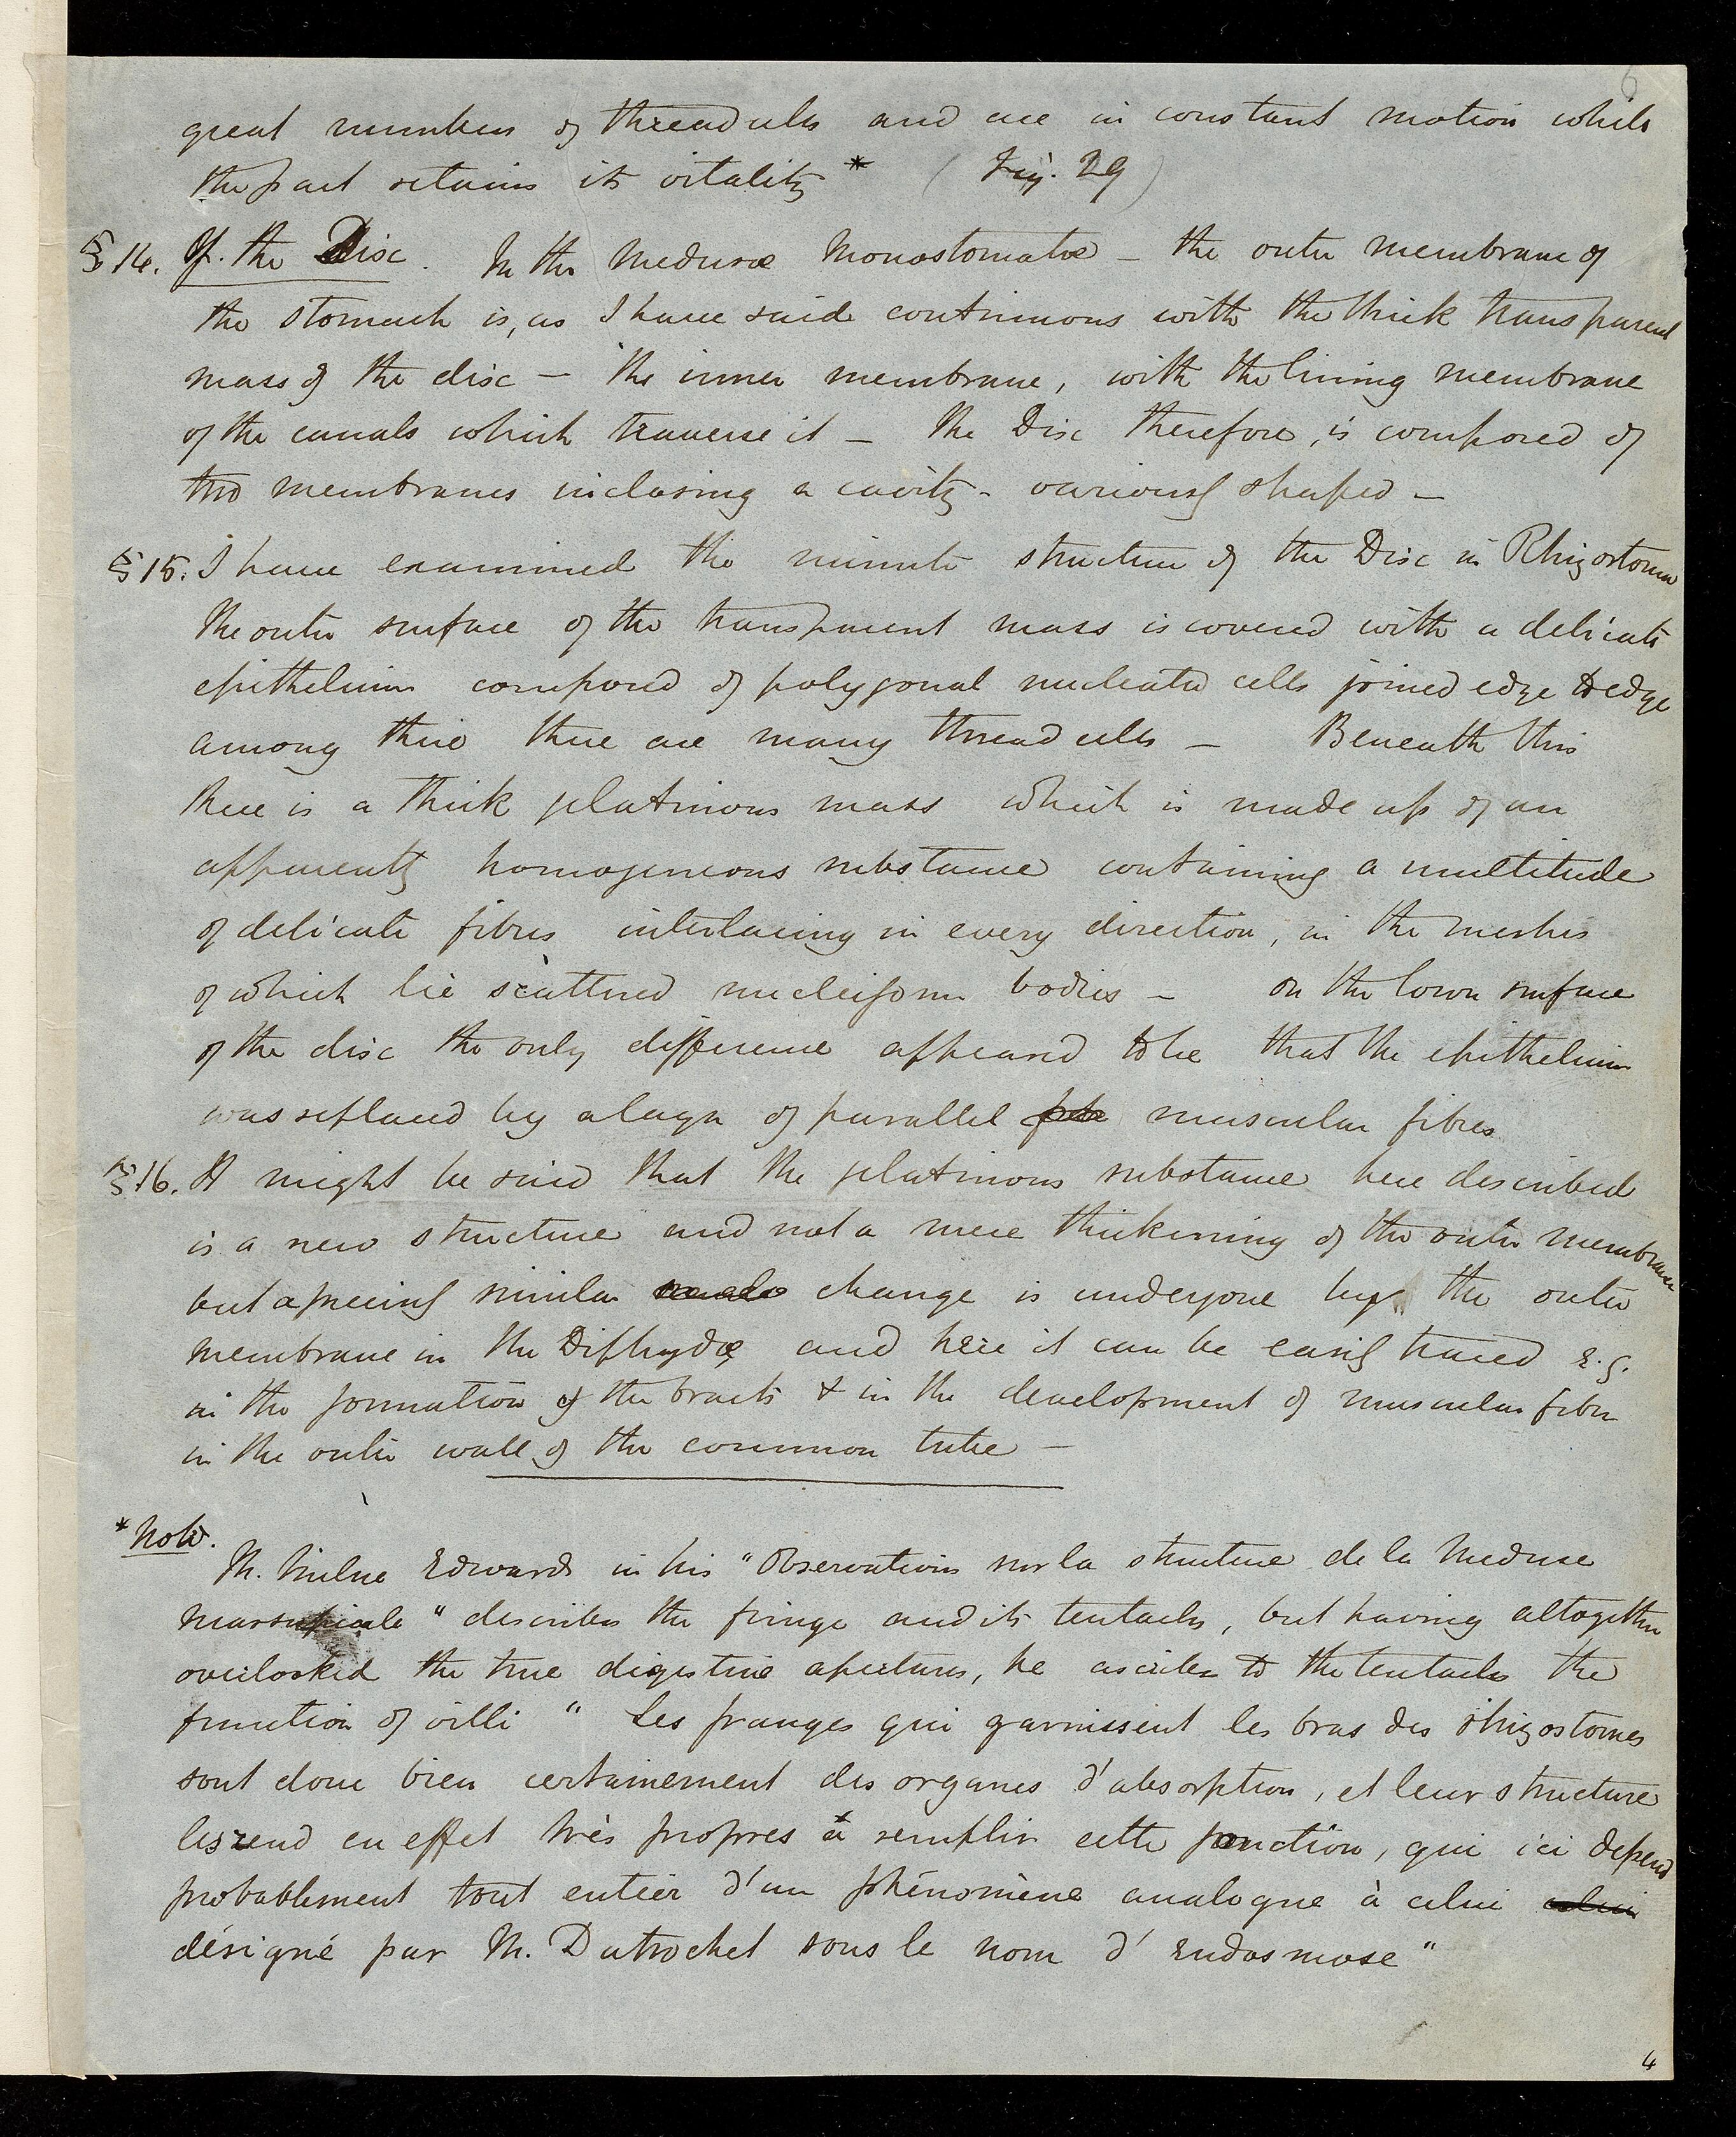 6
great numbers of thread cells and are in constant motion while
the part retains its vitality * (Fig. 29)
§ 14. Of the Disc. In the Medusæ Monostomatæ – the outer membrane of
the stomach is, as I have said continuous with the thick transparent
mass of the disc – the inner membrane, with the lining membrane
of the canals which traverse it – The Disc therefore, is composed of
two membranes inclosing a cavity – variously shaped –
§ 15. I have examined the minute structure of the Disc in Rhizostoma
The outer surface of the transparent mass is covered with a delicate
epithelium composed of polygonal nucleated cells joined edge to edge
among these there are many thread cells – Beneath this
there is a thick gelatinous mass which is made up of an
apparently homogeneous substance containing a multitude
of delicate fibres interlacing in every direction, in the meshes
of which lie scattered nucleiform bodies – on the lower surface
of the disc the only difference appeared to be that the epithelium
was replaced by a layer of parallel muscular fibres
§ 16. It might be said that the gelatinous substance here described
is a new structure and not a mere thickening of the outer membrane
but a precisely similar change is undergone by the outer
membrane in the Diphydæ and here it can be easily traced E.g.
in the formation of the bracts & in the development of muscular fibre
in the outer wall of the common tube –
* Note.
M. Milne Edwards in his "Observations sur la structure de la Meduse
marsupiale" describes the fringe and its tentacles, but having altogether
overlooked the true digestive apertures, he ascribes to the tentacles the
function of villi " Les franges qui garnissent les bras des rhizostomes
sont donc bien certainement des organes d'absorption, et leur structure
les rend en effet très propres à remplir cette fonction, qui ici depend
probablement tout entier d'un phénomène analogue à celui celui
désigné par M. Dutrochet sous le nom d' Endosmose"
4